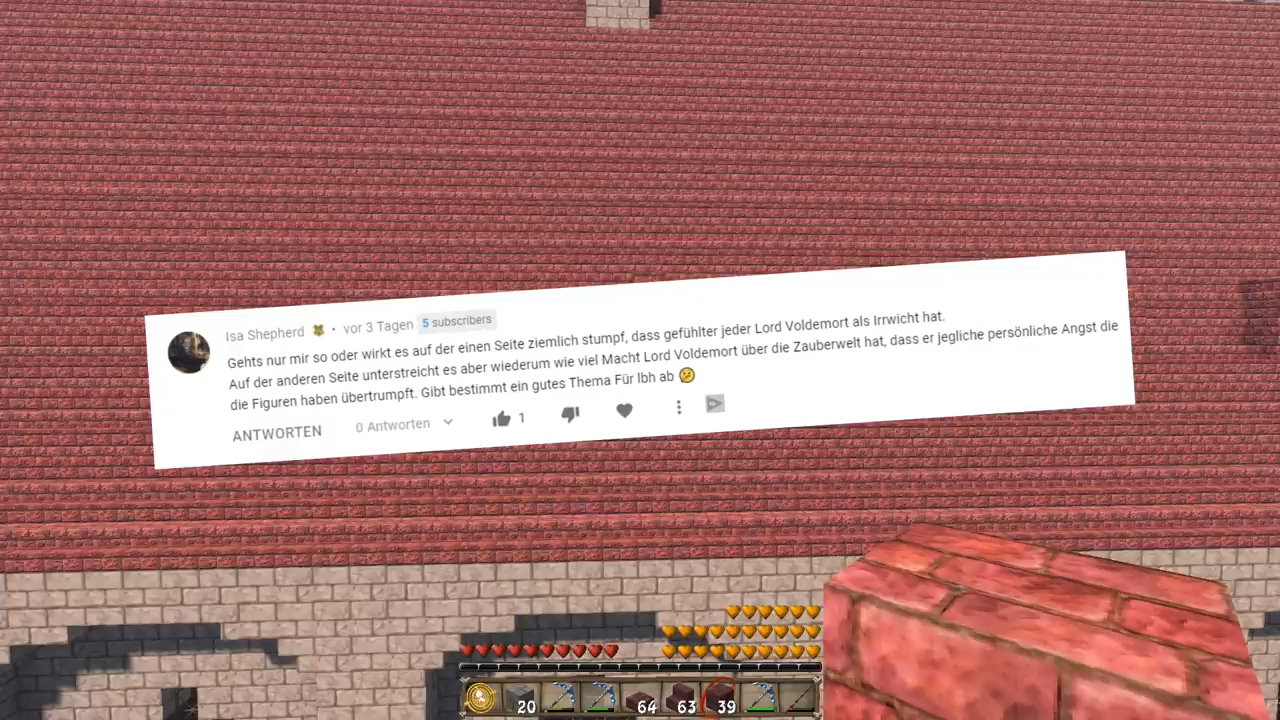 Isa Shepherd • vor 3 Tagen 5 subscribers
Gehts nur mir so oder wirkt es auf der einen Seite ziemlich stumpf, dass gefühlter jeder Lord Voldemort als Irrwicht hat.
Auf der anderen Seite unterstreicht es aber wiederum wie viel Macht Lord Voldemort über die Zauberwelt hat, dass er jegliche persönliche Angst die
die Figuren haben übertrumpft. Gibt bestimmt ein gutes Thema Für lbh ab 🤔
ANTWORTEN 0 Antworten 1
20 64 63 39